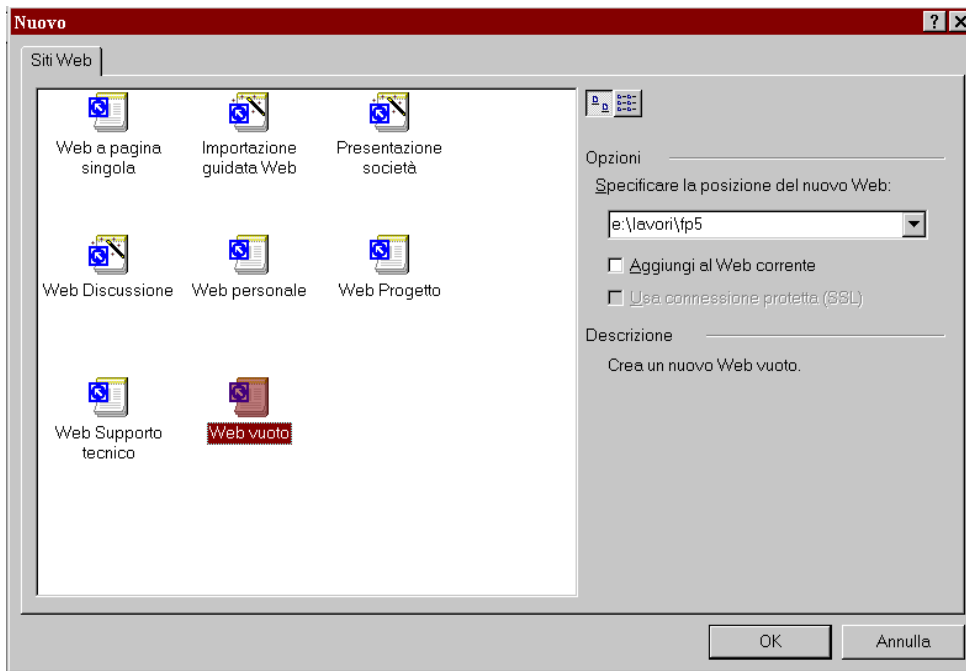 Nuovo
Siti Web
Web a pagina
singola
Importazione
guidata Web
Presentazione
società
Web Discussione
Web personale
Web Progetto
Web Supporto
tecnico
Web vuoto
Opzioni
Specificare la posizione del nuovo Web:
e:\lavori\fp5
Aggiungi al Web corrente
Usa connessione protetta (SSL)
Descrizione
Crea un nuovo Web vuoto.
OK
Annulla